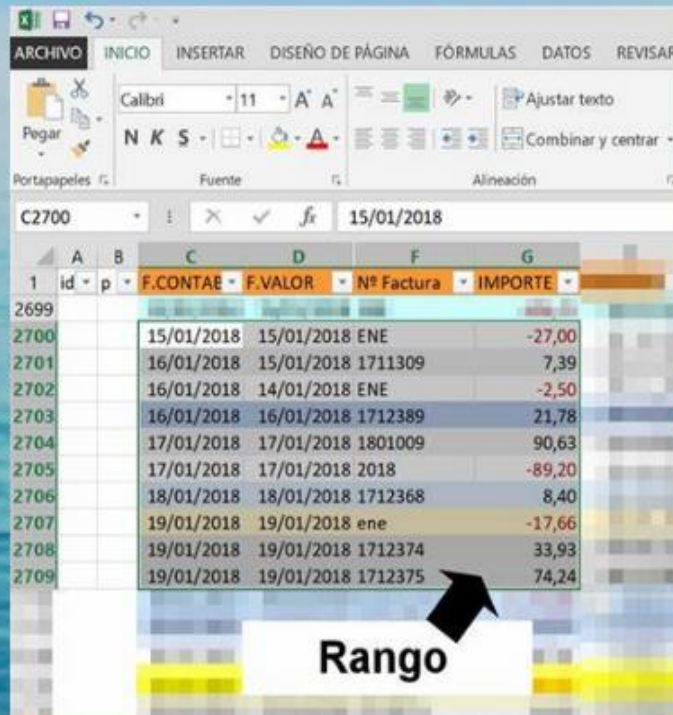 ARCHIVO INICIO INSERTAR DISEÑO DE PÁGINA FÓRMULAS DATOS REVISAR
Pegar Calibri 11 A A Ajustar texto
N K S A Combinar y centrar
Portapapeles Fuente Alineación
C2700 fx 15/01/2018
A B C D F G
1 id p F.CONTAB F.VALOR Nº Factura IMPORTE
2699
2700 15/01/2018 15/01/2018 ENE -27,00
2701 16/01/2018 15/01/2018 1711309 7,39
2702 16/01/2018 14/01/2018 ENE -2,50
2703 16/01/2018 16/01/2018 1712389 21,78
2704 17/01/2018 17/01/2018 1801009 90,63
2705 17/01/2018 17/01/2018 2018 -89,20
2706 18/01/2018 18/01/2018 1712368 8,40
2707 19/01/2018 19/01/2018 ene -17,66
2708 19/01/2018 19/01/2018 1712374 33,93
2709 19/01/2018 19/01/2018 1712375 74,24
Rango